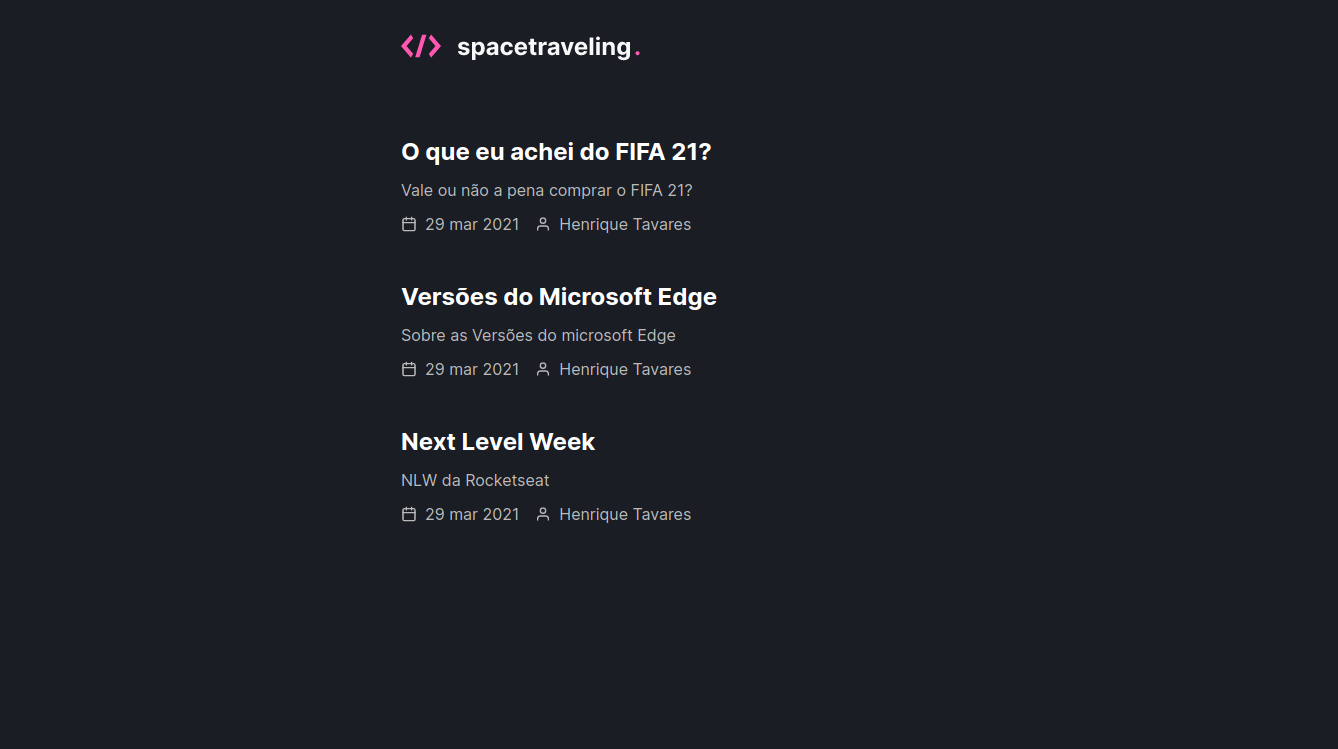 </> spacetraveling.
O que eu achei do FIFA 21?
Vale ou não a pena comprar o FIFA 21?
29 mar 2021 Henrique Tavares
Versões do Microsoft Edge
Sobre as Versões do microsoft Edge
29 mar 2021 Henrique Tavares
Next Level Week
NLW da Rocketseat
29 mar 2021 Henrique Tavares